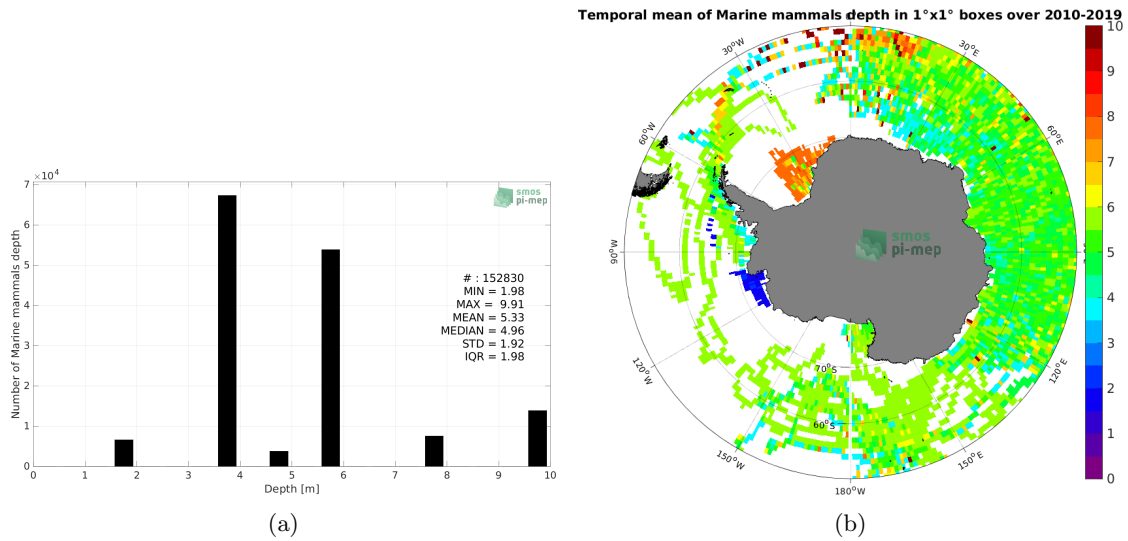 Temporal mean of Marine mammals depth in 1°x1° boxes over 2010-2019
×10⁴
7
6
5
4
3
2
1
0
0 1 2 3 4 5 6 7 8 9 10
Number of Marine mammals depth
Depth [m]
smos
pi-mep
# : 152830
MIN = 1.98
MAX = 9.91
MEAN = 5.33
MEDIAN = 4.96
STD = 1.92
IQR = 1.98
(a)
30°W
30°E
60°W
60°E
90°W
120°W
120°E
150°W
150°E
180°W
70°S
60°S
smos
pi-mep
10
9
8
7
6
5
4
3
2
1
0
(b)